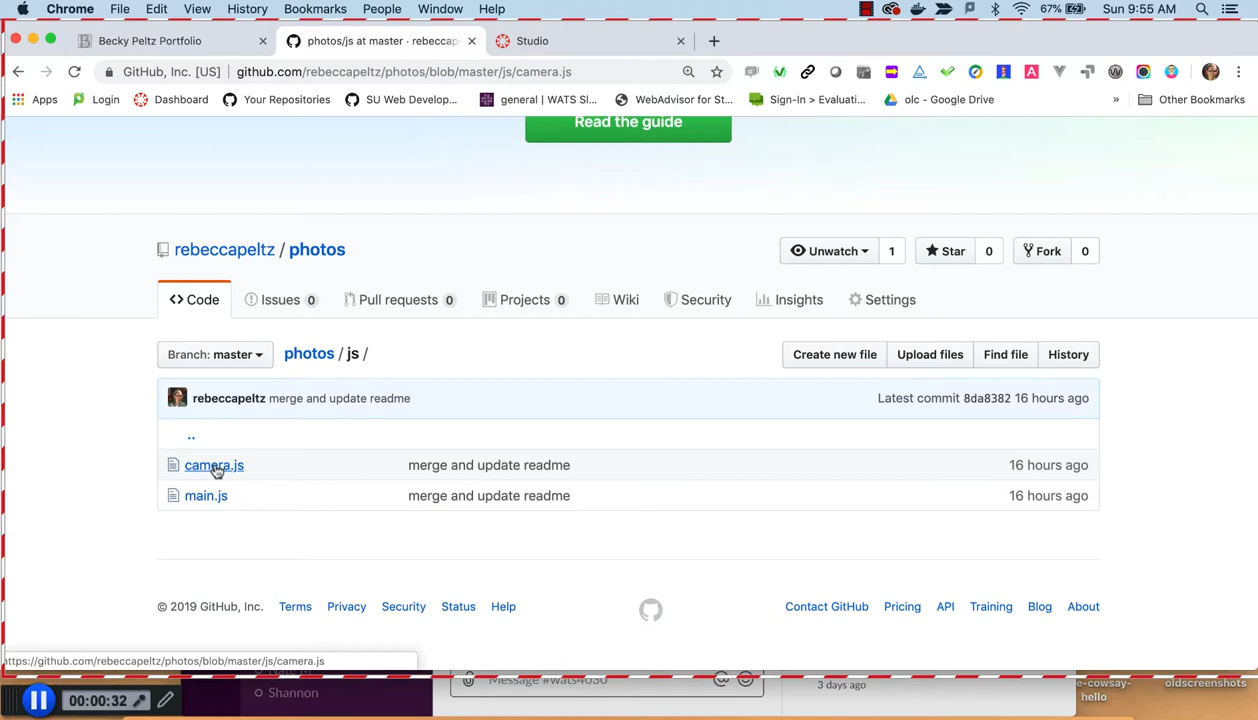 Chrome File Edit View History Bookmarks People Window Help 67% Sun 9:55 AM
Becky Peltz Portfolio photos/js at master · rebeccap Studio
GitHub, Inc. [US] github.com/rebeccapeltz/photos/blob/master/js/camera.js
Apps Login Dashboard Your Repositories SU Web Develop... general | WATS Sl... WebAdvisor for St... Sign-In > Evaluati... olc - Google Drive » Other Bookmarks
Read the guide
rebeccapeltz / photos Unwatch 1 Star 0 Fork 0
Code Issues 0 Pull requests 0 Projects 0 Wiki Security Insights Settings
Branch: master photos / js / Create new file Upload files Find file History
rebeccapeltz merge and update readme Latest commit 8da8382 16 hours ago
..
camera.js merge and update readme 16 hours ago
main.js merge and update readme 16 hours ago
© 2019 GitHub, Inc. Terms Privacy Security Status Help Contact GitHub Pricing API Training Blog About
https://github.com/rebeccapeltz/photos/blob/master/js/camera.js
Message #wats4030 3 days ago e-cowsay- oldscreenshots
00:00:32 Shannon hello